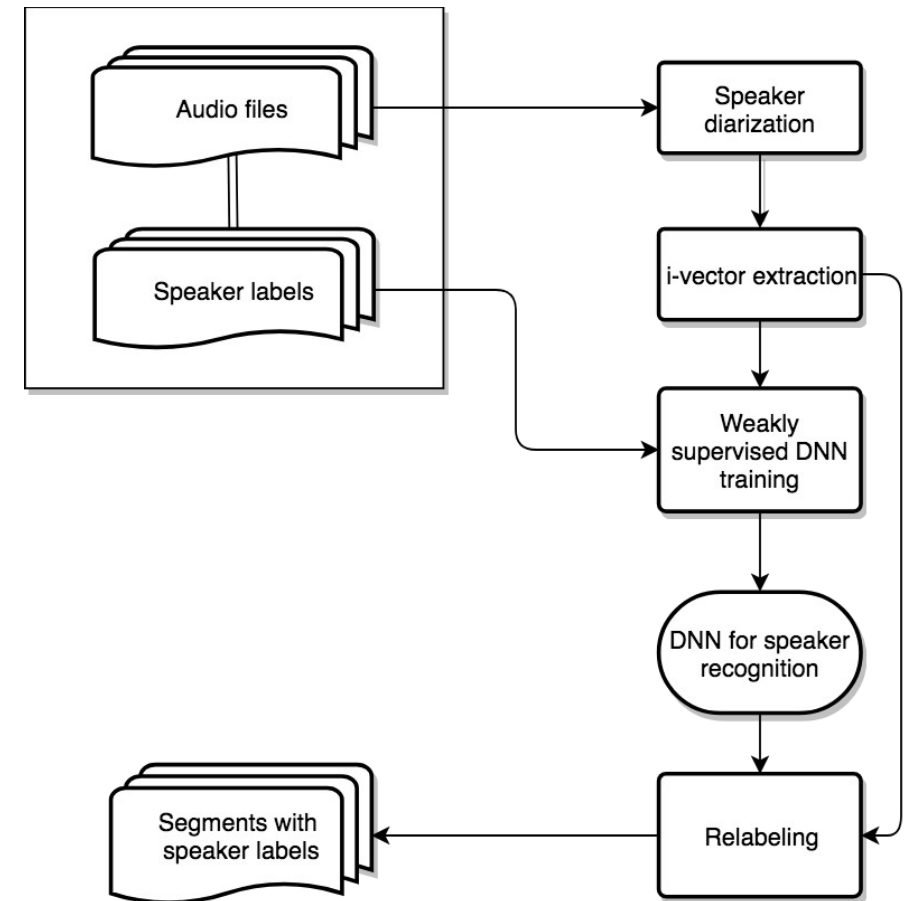 Audio files
Speaker
diarization
Speaker labels
i-vector extraction
Weakly
supervised DNN
training
DNN for speaker
recognition
Segments with
speaker labels
Relabeling